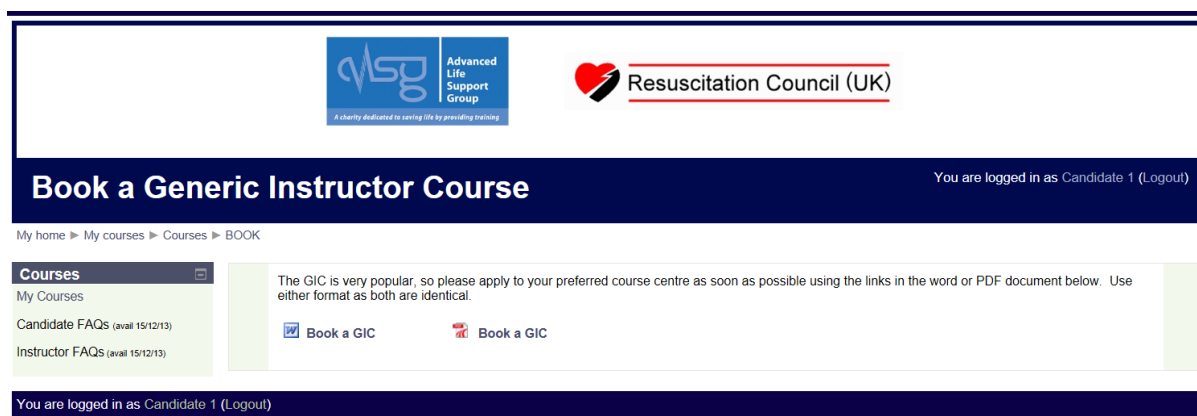 alsg
Advanced
Life
Support
Group
A charity dedicated to saving life by providing training
Resuscitation Council (UK)
Book a Generic Instructor Course
You are logged in as Candidate 1 (Logout)
My home ► My courses ► Courses ► BOOK
Courses
My Courses
Candidate FAQs (avail 15/12/13)
Instructor FAQs (avail 15/12/13)
The GIC is very popular, so please apply to your preferred course centre as soon as possible using the links in the word or PDF document below. Use
either format as both are identical.
Book a GIC
Book a GIC
You are logged in as Candidate 1 (Logout)